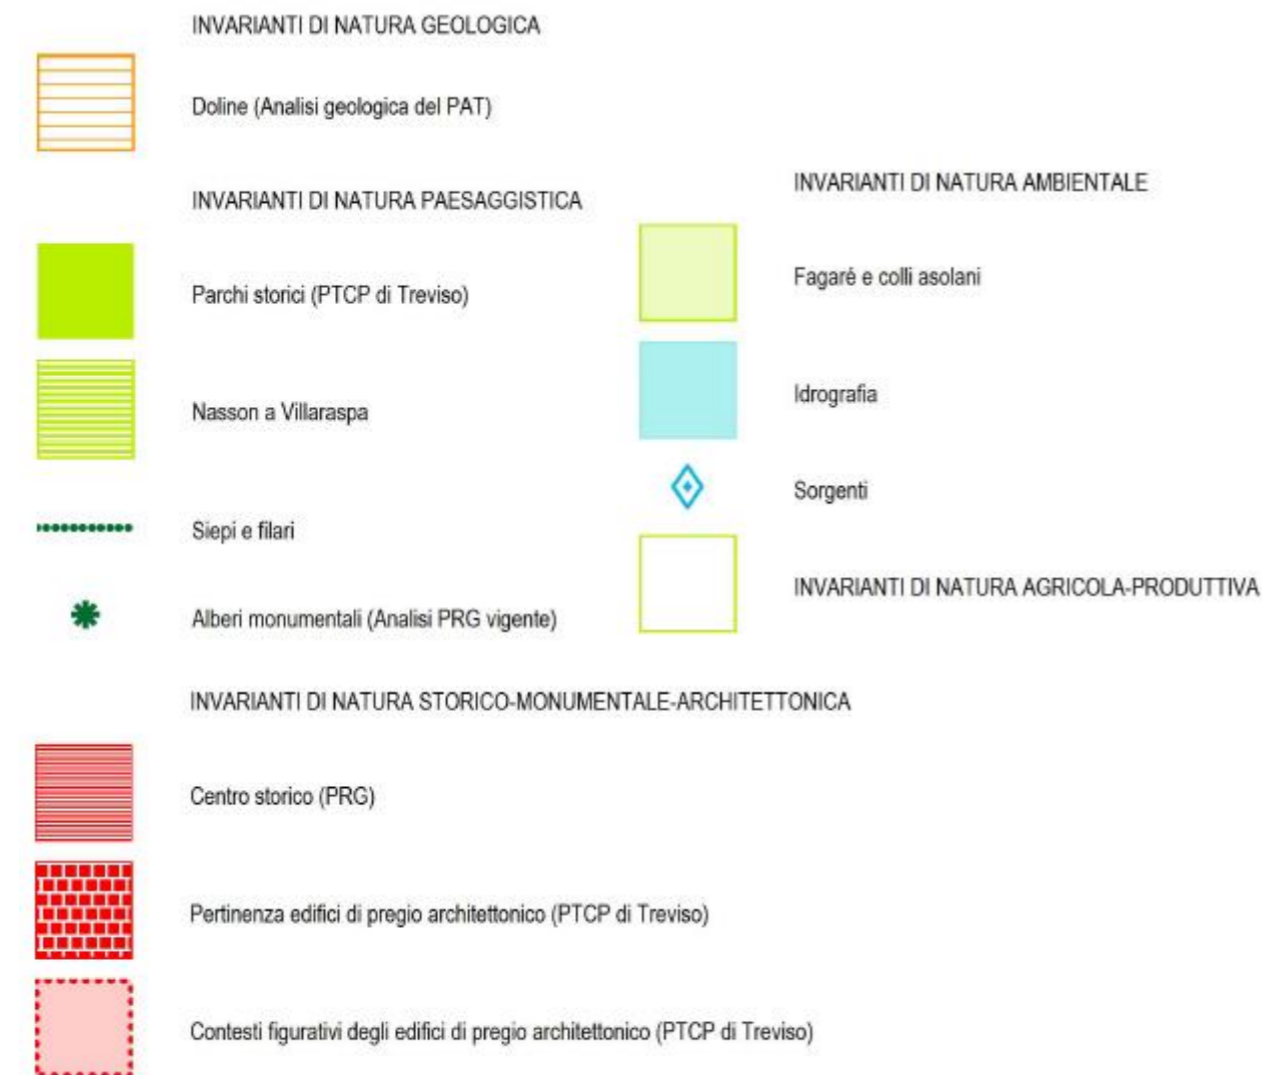 INVARIANTI DI NATURA GEOLOGICA
Doline (Analisi geologica del PAT)
INVARIANTI DI NATURA PAESAGGISTICA
Parchi storici (PTCP di Treviso)
Nasson a Villaraspa
Siepi e filari
Alberi monumentali (Analisi PRG vigente)
INVARIANTI DI NATURA AMBIENTALE
Fagaré e colli asolani
Idrografia
Sorgenti
INVARIANTI DI NATURA AGRICOLA-PRODUTTIVA
INVARIANTI DI NATURA STORICO-MONUMENTALE-ARCHITETTONICA
Centro storico (PRG)
Pertinenza edifici di pregio architettonico (PTCP di Treviso)
Contesti figurativi degli edifici di pregio architettonico (PTCP di Treviso)